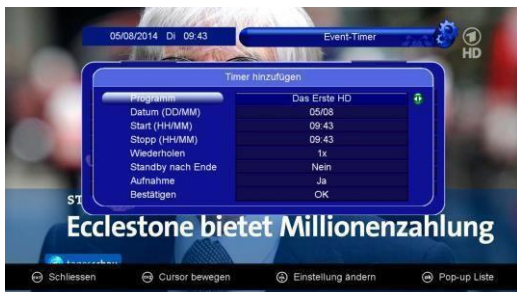 05/08/2014 Di 09:43
Event-Timer
HD
Timer hinzufügen
Programm Das Erste HD
Datum (DD/MM) 05/08
Start (HH/MM) 09:43
Stopp (HH/MM) 09:43
Wiederholen 1x
Standby nach Ende Nein
Aufnahme Ja
Bestätigen OK
Ecclestone bietet Millionenzahlung
Schliessen
Cursor bewegen
Einstellung ändern
Pop-up Liste